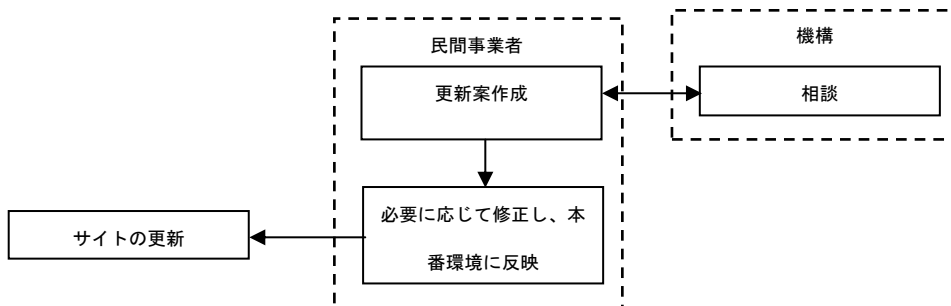 民間事業者
機構
更新案作成
相談
必要に応じて修正し、本
番環境に反映
サイトの更新